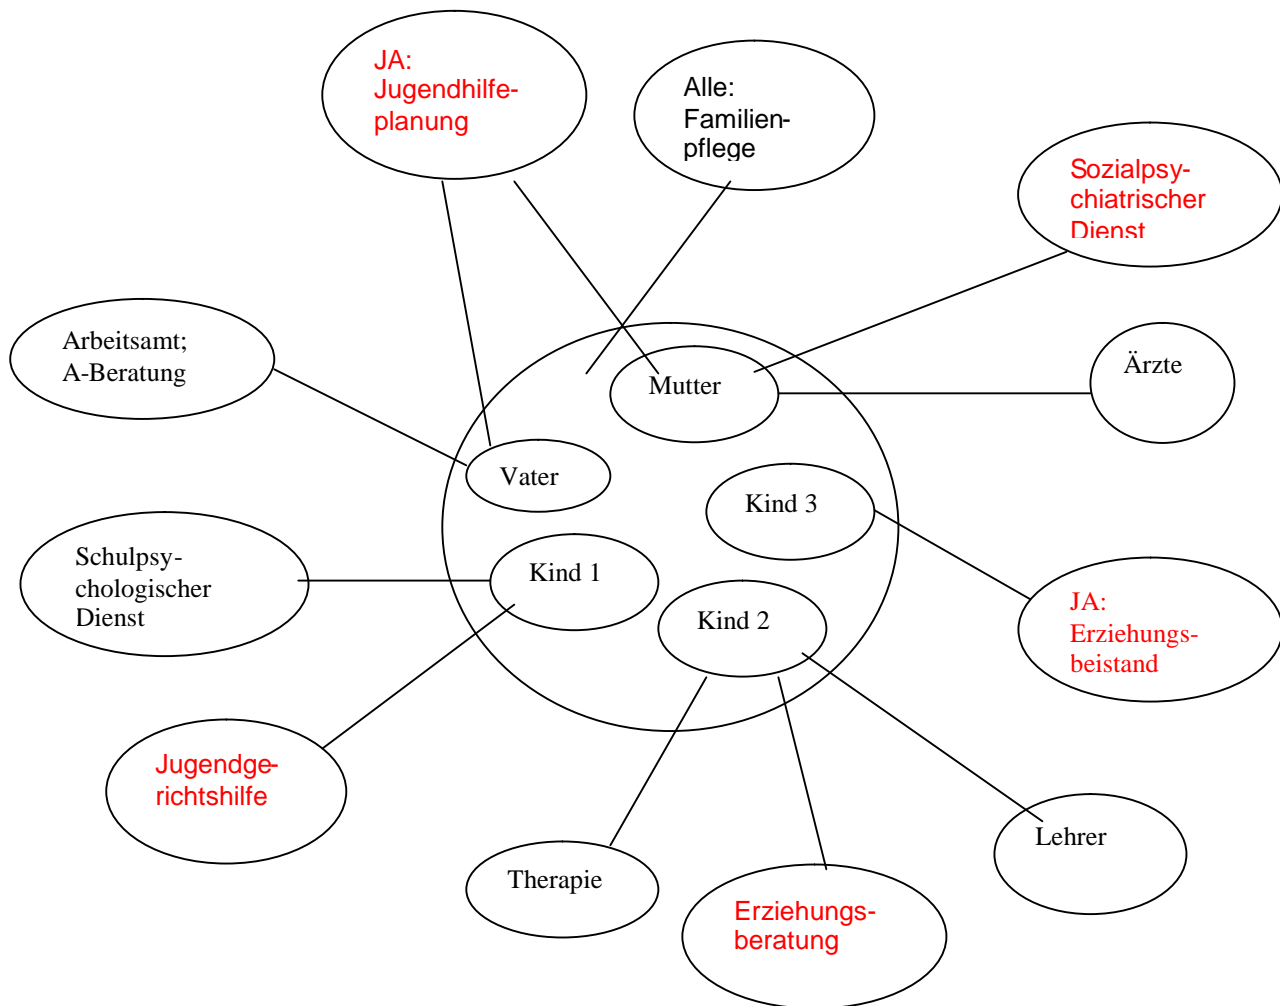 JA:
Jugendhilfe-
planung
Alle:
Familien-
pflege
Sozialpsy-
chiatrischer
Dienst
Arbeitsamt;
A-Beratung
Ärzte
Mutter
Vater
Kind 3
Schulpsy-
chologischer
Dienst
Kind 1
Kind 2
JA:
Erziehungs-
beistand
Jugendge-
richtshilfe
Lehrer
Therapie
Erziehungs-
beratung